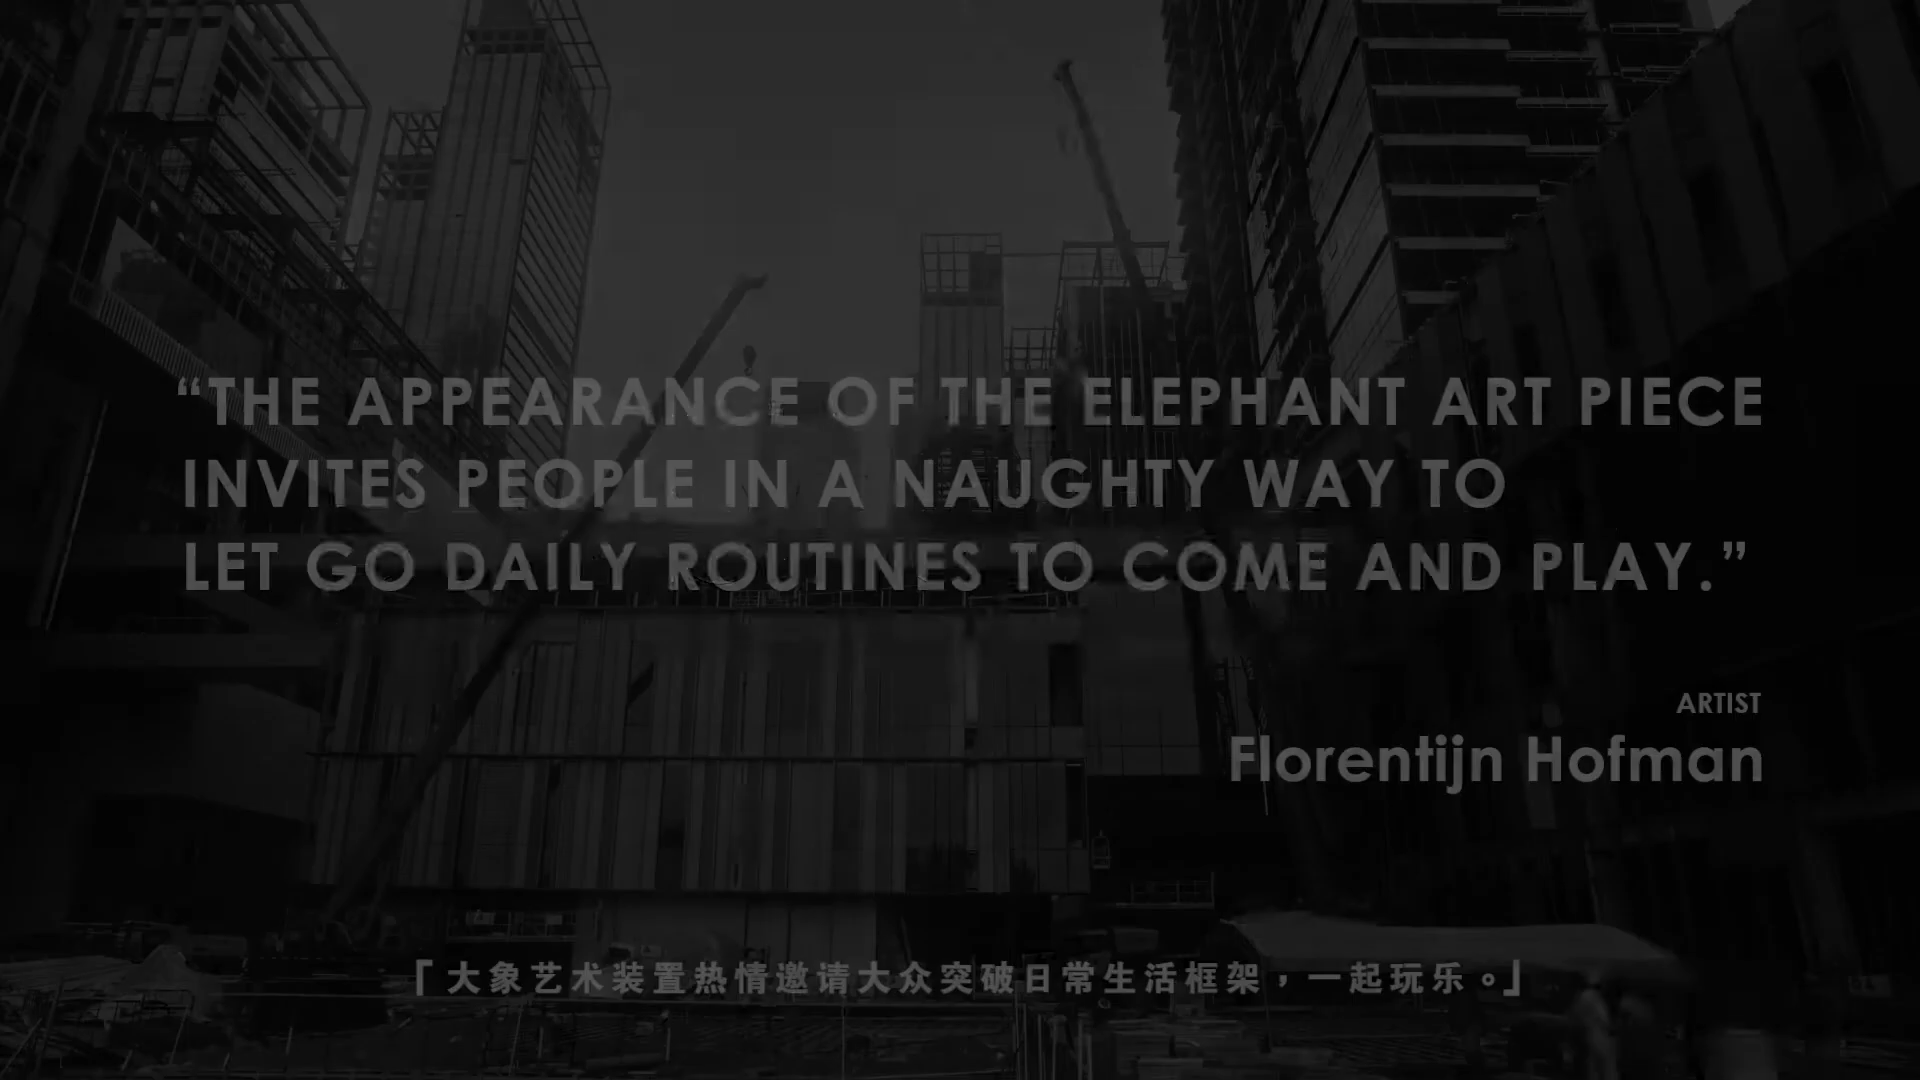 “THE APPEARANCE OF THE ELEPHANT ART PIECE
INVITES PEOPLE IN A NAUGHTY WAY TO
LET GO DAILY ROUTINES TO COME AND PLAY.”
ARTIST
Florentijn Hofman
「大象艺术装置热情邀请大众突破日常生活框架，一起玩乐。」